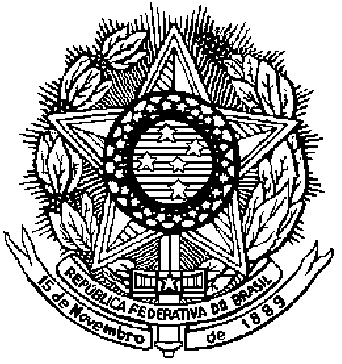 REPÚBLICA FEDERATIVA DO BRASIL
15 de Novembro de 1889